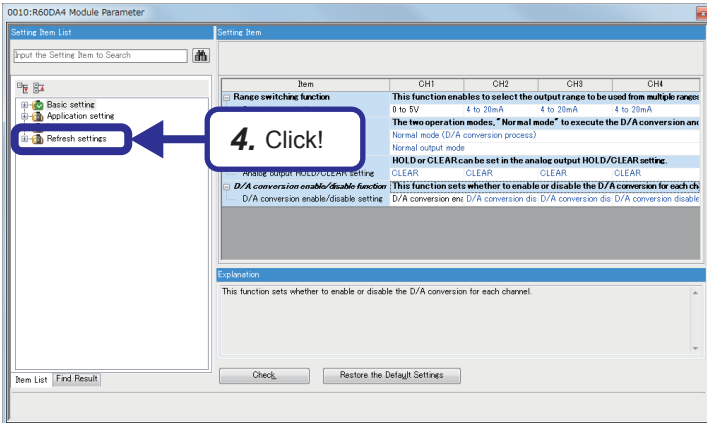 0010:R60DA4 Module Parameter
Setting Item List
Input the Setting Item to Search
Basic setting
Application setting
Refresh settings
Item List Find Result
4. Click!
Setting Item
Item CH1 CH2 CH3 CH4
Range switching function This function enables to select the output range to be used from multiple ranges
0 to 5V 4 to 20mA 4 to 20mA 4 to 20mA
The two operation modes, "Normal mode" to execute the D/A conversion and
Normal mode (D/A conversion process)
Normal output mode
HOLD or CLEAR can be set in the analog output HOLD/CLEAR setting.
Analog output HOLD/CLEAR setting CLEAR CLEAR CLEAR CLEAR
D/A conversion enable/disable function This function sets whether to enable or disable the D/A conversion for each ch
D/A conversion enable/disable setting D/A conversion ena D/A conversion dis D/A conversion dis D/A conversion disable
Explanation
This function sets whether to enable or disable the D/A conversion for each channel.
Check Restore the Default Settings